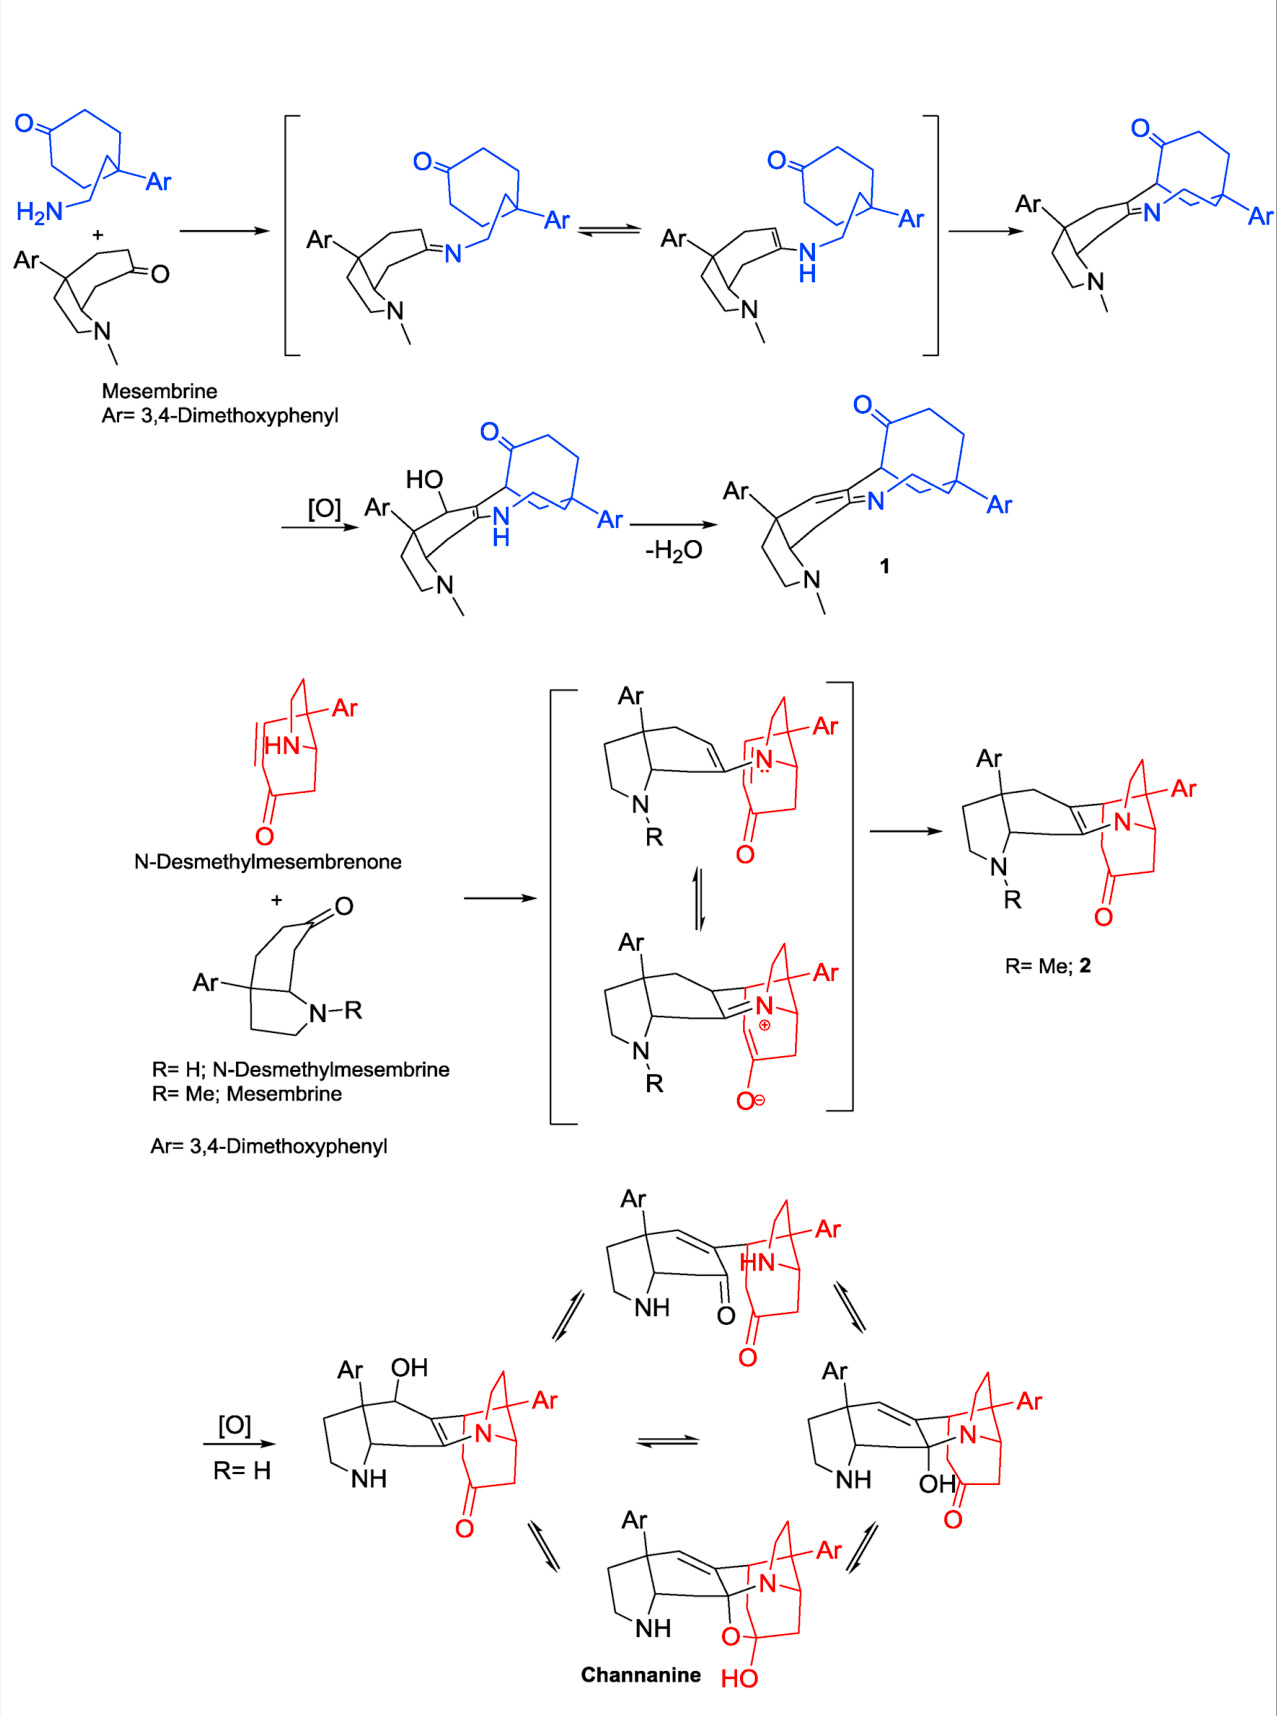 O
Ar
H₂N
+
Ar
O
N
Mesembrine
Ar= 3,4-Dimethoxyphenyl
O
Ar
Ar
N
N
O
Ar
Ar
N
H
N
O
Ar
Ar
N
N
[O]
O
HO
Ar
Ar
N
H
N
-H₂O
O
Ar
Ar
N
N
1
Ar
HN
O
N-Desmethylmesembrenone
+
O
Ar
N-R
R= H; N-Desmethylmesembrine
R= Me; Mesembrine
Ar= 3,4-Dimethoxyphenyl
Ar
Ar
N
N
R
O
Ar
Ar
N
⊕
N
R
O⊖
Ar
Ar
N
N
R
O
R= Me; 2
Ar
Ar
HN
NH
O
O
[O]
R= H
Ar
OH
Ar
N
NH
O
Ar
Ar
N
NH
OH
O
Ar
Ar
N
NH
O
HO
Channanine